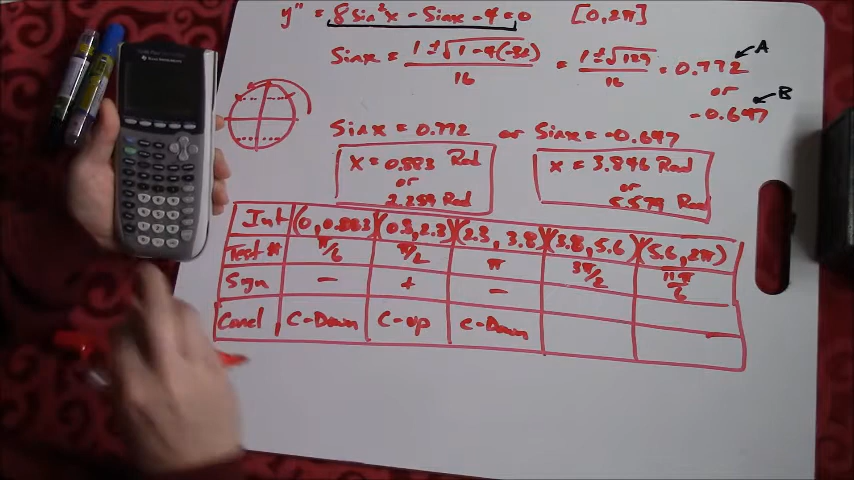 y'' = 8 sin²x - Sinx - 4 = 0 [0, 2π]
Sinx = 1 ± √1 - 4(-32) / 16 = 1 ± √129 / 16 = 0.772 ← A
or
-0.647 ← B
Sinx = 0.772 or Sinx = -0.647
x = 0.883 Rad
or
2.259 Rad
x = 3.846 Rad
or
5.579 Rad
Int (0, 0.883) (0.8, 2.3) (2.3, 3.8) (3.8, 5.6) (5.6, 2π)
Test # π/6 π/2 π 3π/2 11π/6
Sign - + -
Concl C-Down C-up C-Down